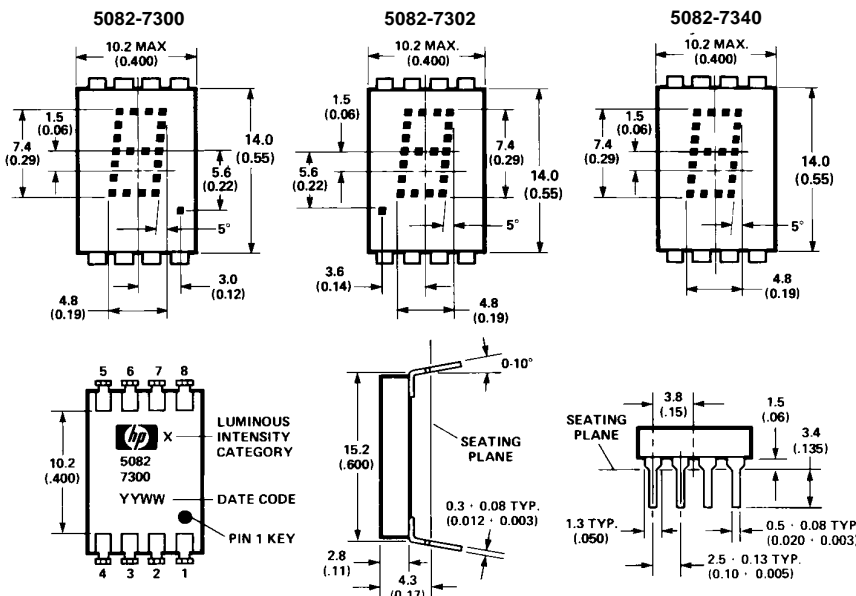 5082-7300
10.2 MAX
(0.400)
1.5
(0.06)
7.4
(0.29)
14.0
(0.55)
5.6
(0.22)
5°
3.0
(0.12)
4.8
(0.19)
5082-7302
10.2 MAX.
(0.400)
1.5
(0.06)
5.6
(0.22)
7.4
(0.29)
14.0
(0.55)
5°
3.6
(0.14)
4.8
(0.19)
5082-7340
10.2 MAX.
(0.400)
1.5
(0.06)
7.4
(0.29)
14.0
(0.55)
5°
4.8
(0.19)
5 6 7 8
hp X
LUMINOUS
INTENSITY
CATEGORY
10.2
(.400)
5082
7300
YYWW
DATE CODE
PIN 1 KEY
4 3 2 1
0-10°
15.2
(.600)
SEATING
PLANE
0.3 · 0.08 TYP.
(0.012 · 0.003)
2.8
(.11)
4.3
(0.17)
3.8
(.15)
1.5
(.06)
SEATING
PLANE
3.4
(.135)
1.3 TYP.
(.050)
0.5 · 0.08 TYP.
(0.020 · 0.003)
2.5 · 0.13 TYP.
(0.10 · 0.005)